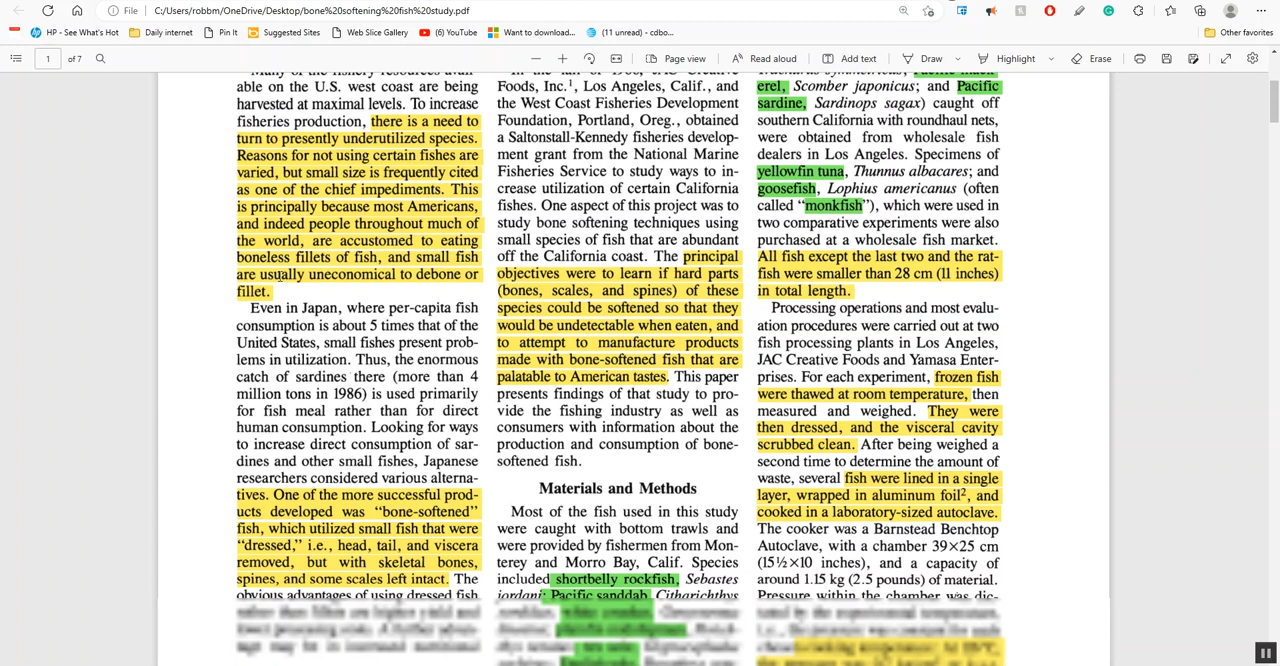 File
C:/Users/robbm/OneDrive/Desktop/bone%20softening%20fish%20study.pdf
HP - See What's Hot
Daily internet
Pin It
Suggested Sites
Web Slice Gallery
(6) YouTube
Want to download...
(11 unread) - cdbo...
Other favorites
1 of 7
Page view
Read aloud
Add text
Draw
Highlight
Erase
Many of the fishery resources avail-
able on the U.S. west coast are being
harvested at maximal levels. To increase
fisheries production, there is a need to
turn to presently underutilized species.
Reasons for not using certain fishes are
varied, but small size is frequently cited
as one of the chief impediments. This
is principally because most Americans,
and indeed people throughout much of
the world, are accustomed to eating
boneless fillets of fish, and small fish
are usually uneconomical to debone or
fillet.
Even in Japan, where per-capita fish
consumption is about 5 times that of the
United States, small fishes present prob-
lems in utilization. Thus, the enormous
catch of sardines there (more than 4
million tons in 1986) is used primarily
for fish meal rather than for direct
human consumption. Looking for ways
to increase direct consumption of sar-
dines and other small fishes, Japanese
researchers considered various alterna-
tives. One of the more successful prod-
ucts developed was "bone-softened"
fish, which utilized small fish that were
"dressed," i.e., head, tail, and viscera
removed, but with skeletal bones,
spines, and some scales left intact. The
obvious advantages of using dressed fish
Foods, Inc.1, Los Angeles, Calif., and
the West Coast Fisheries Development
Foundation, Portland, Oreg., obtained
a Saltonstall-Kennedy fisheries develop-
ment grant from the National Marine
Fisheries Service to study ways to in-
crease utilization of certain California
fishes. One aspect of this project was to
study bone softening techniques using
small species of fish that are abundant
off the California coast. The principal
objectives were to learn if hard parts
(bones, scales, and spines) of these
species could be softened so that they
would be undetectable when eaten, and
to attempt to manufacture products
made with bone-softened fish that are
palatable to American tastes. This paper
presents findings of that study to pro-
vide the fishing industry as well as
consumers with information about the
production and consumption of bone-
softened fish.
Materials and Methods
Most of the fish used in this study
were caught with bottom trawls and
were provided by fishermen from Mon-
terey and Morro Bay, Calif. Species
included shortbelly rockfish, Sebastes
jordani; Pacific sanddab, Citharichthys
erel, Scomber japonicus; and Pacific
sardine, Sardinops sagax) caught off
southern California with roundhaul nets,
were obtained from wholesale fish
dealers in Los Angeles. Specimens of
yellowfin tuna, Thunnus albacares; and
goosefish, Lophius americanus (often
called "monkfish"), which were used in
two comparative experiments were also
purchased at a wholesale fish market.
All fish except the last two and the rat-
fish were smaller than 28 cm (11 inches)
in total length.
Processing operations and most evalu-
ation procedures were carried out at two
fish processing plants in Los Angeles,
JAC Creative Foods and Yamasa Enter-
prises. For each experiment, frozen fish
were thawed at room temperature, then
measured and weighed. They were
then dressed, and the visceral cavity
scrubbed clean. After being weighed a
second time to determine the amount of
waste, several fish were lined in a single
layer, wrapped in aluminum foil2, and
cooked in a laboratory-sized autoclave.
The cooker was a Barnstead Benchtop
Autoclave, with a chamber 39×25 cm
(15½×10 inches), and a capacity of
around 1.15 kg (2.5 pounds) of material.
Pressure within the chamber was dic-